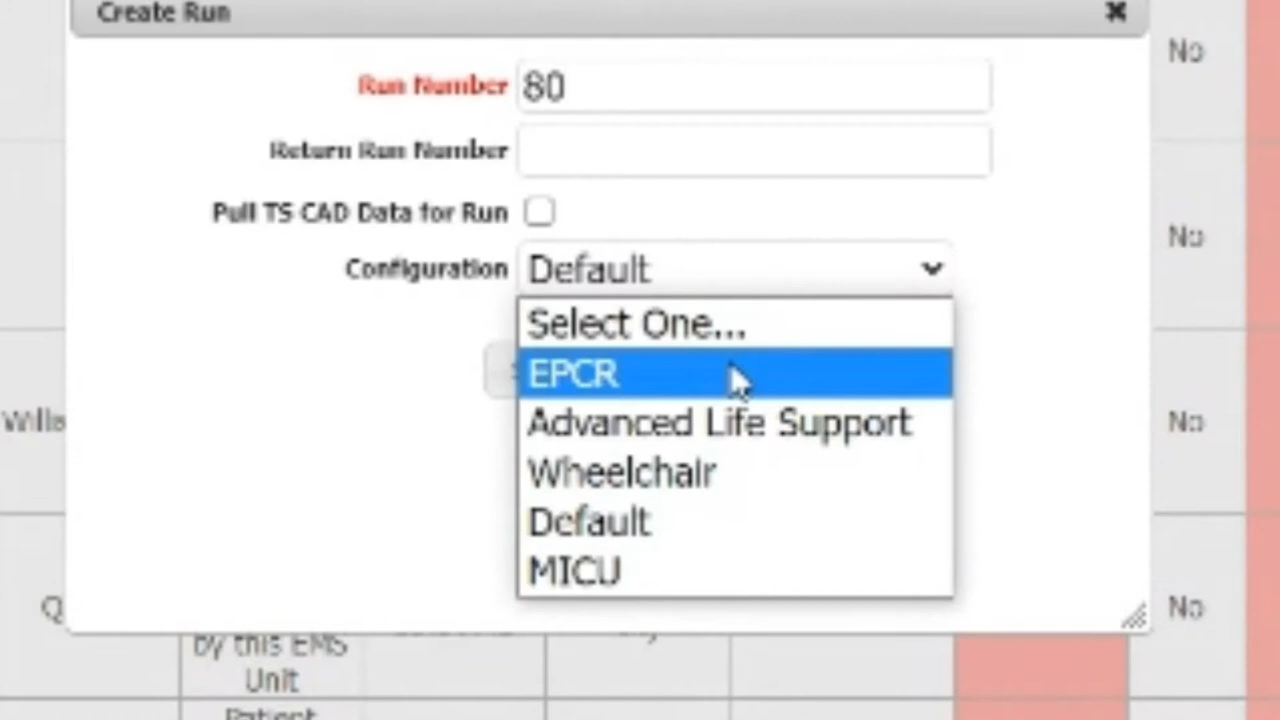 Create Run
No
Run Number 80
Return Run Number
Pull TS CAD Data for Run
No
Configuration Default
Select One...
EPCR
Advanced Life Support
No
Wheelchair
Default
MICU
No
by this EMS
Unit
Patient